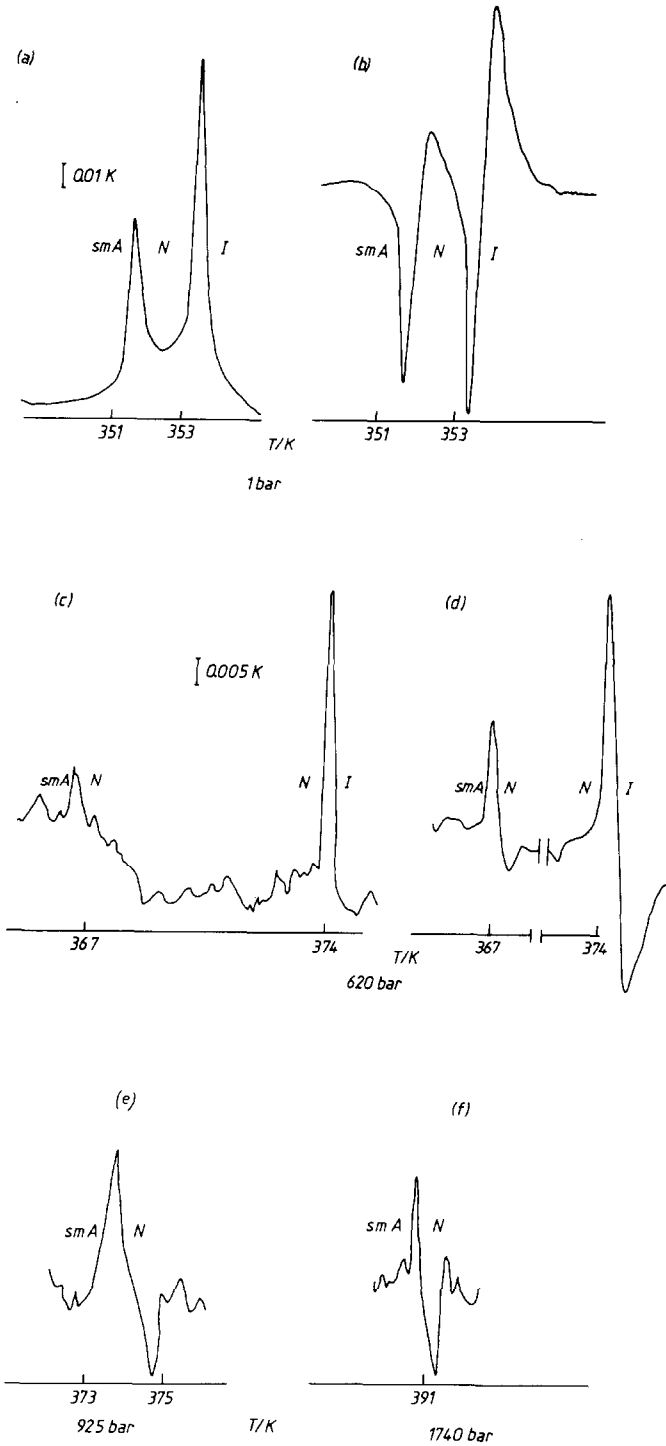 (a)
(b)
0.01 K
smA N I
smA N I
351 353
351 353
T/K
1 bar
(c)
(d)
0.005 K
smA N
N I
smA N
N I
367 374
367 374
T/K
620 bar
(e)
(f)
smA N
smA N
373 375
391
925 bar
T/K
1740 bar